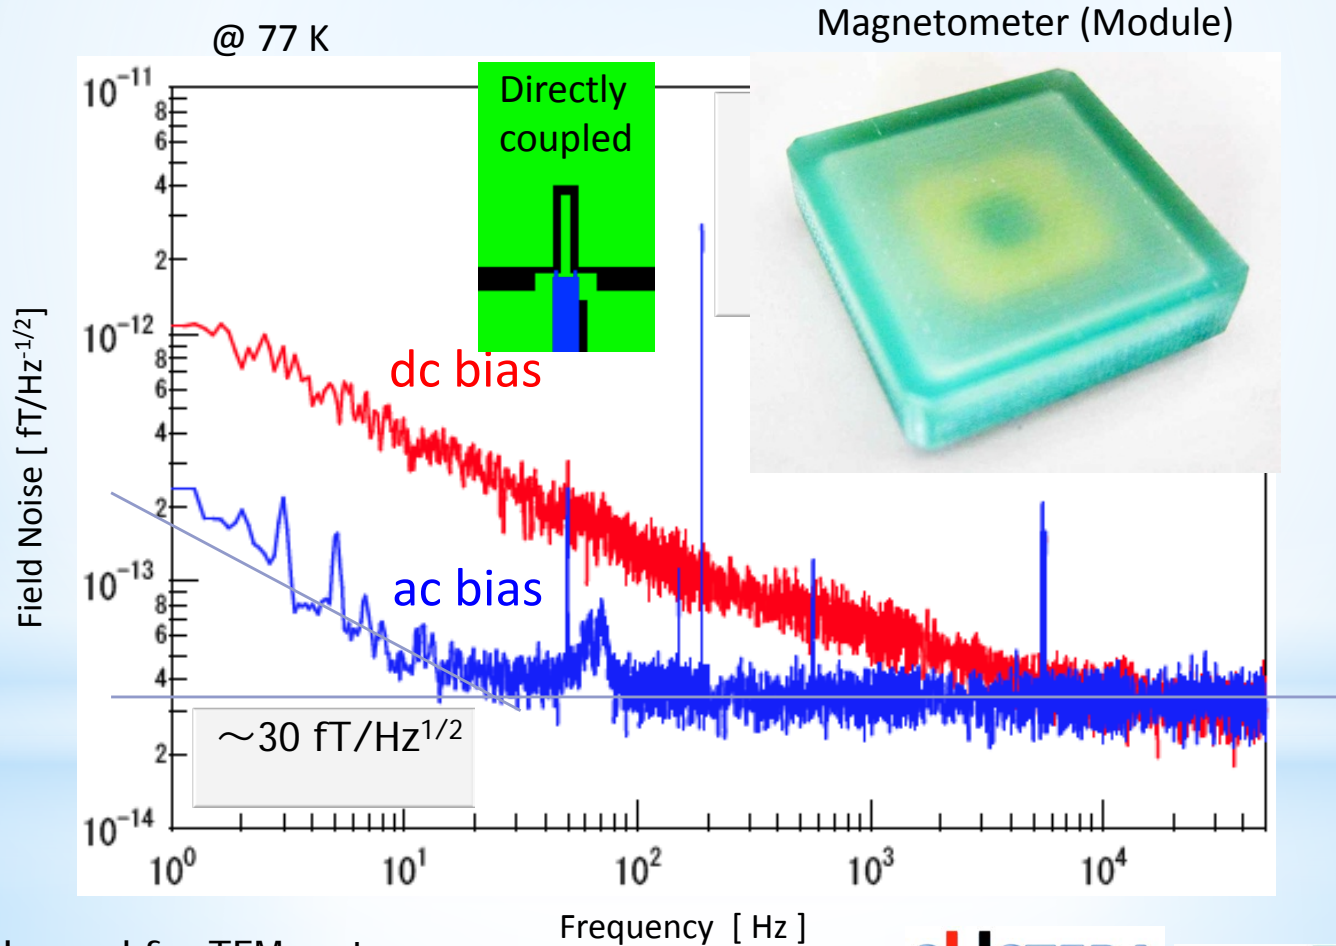 @ 77 K
Magnetometer (Module)
Directly
coupled
10⁻¹¹
8
6
4
2
10⁻¹²
8
6
4
2
10⁻¹³
8
6
4
2
10⁻¹⁴
Field Noise [ fT/Hz⁻¹/²]
dc bias
ac bias
～30 fT/Hz¹/²
10⁰ 10¹ 10² 10³ 10⁴
Frequency [ Hz ]